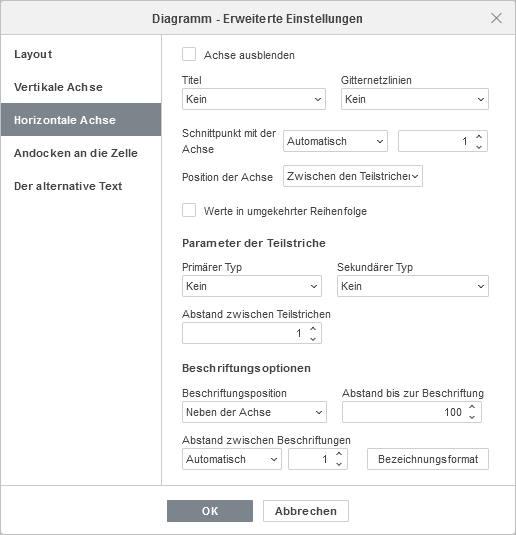 Diagramm - Erweiterte Einstellungen
Layout
Vertikale Achse
Horizontale Achse
Andocken an die Zelle
Der alternative Text
Achse ausblenden
Titel
Gitternetzlinien
Kein
Kein
Schnittpunkt mit der
Achse
Automatisch
1
Position der Achse
Zwischen den Teilstrichen
Werte in umgekehrter Reihenfolge
Parameter der Teilstriche
Primärer Typ
Sekundärer Typ
Kein
Kein
Abstand zwischen Teilstrichen
1
Beschriftungsoptionen
Beschriftungsposition
Abstand bis zur Beschriftung
Neben der Achse
100
Abstand zwischen Beschriftungen
Automatisch
1
Bezeichnungsformat
OK
Abbrechen